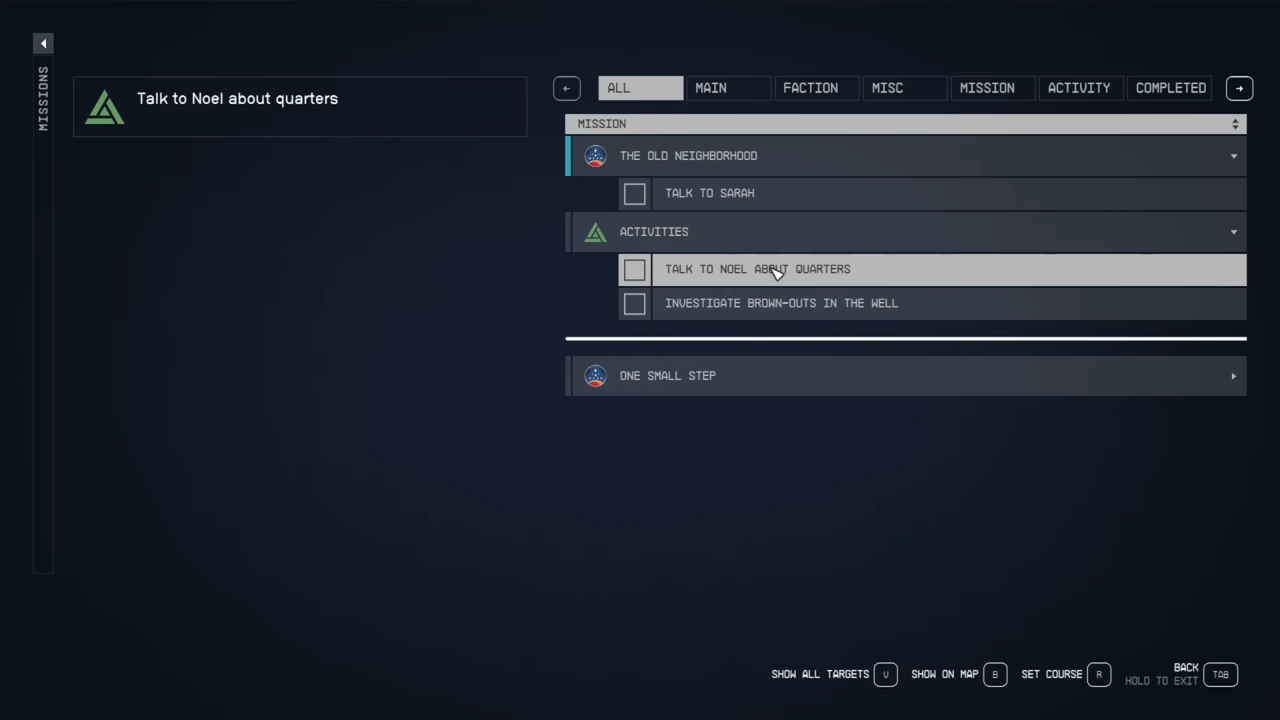 MISSIONS
Talk to Noel about quarters
ALL MAIN FACTION MISC MISSION ACTIVITY COMPLETED
MISSION
THE OLD NEIGHBORHOOD
TALK TO SARAH
ACTIVITIES
TALK TO NOEL ABOUT QUARTERS
INVESTIGATE BROWN-OUTS IN THE WELL
ONE SMALL STEP
SHOW ALL TARGETS V SHOW ON MAP B SET COURSE R BACK TAB
HOLD TO EXIT